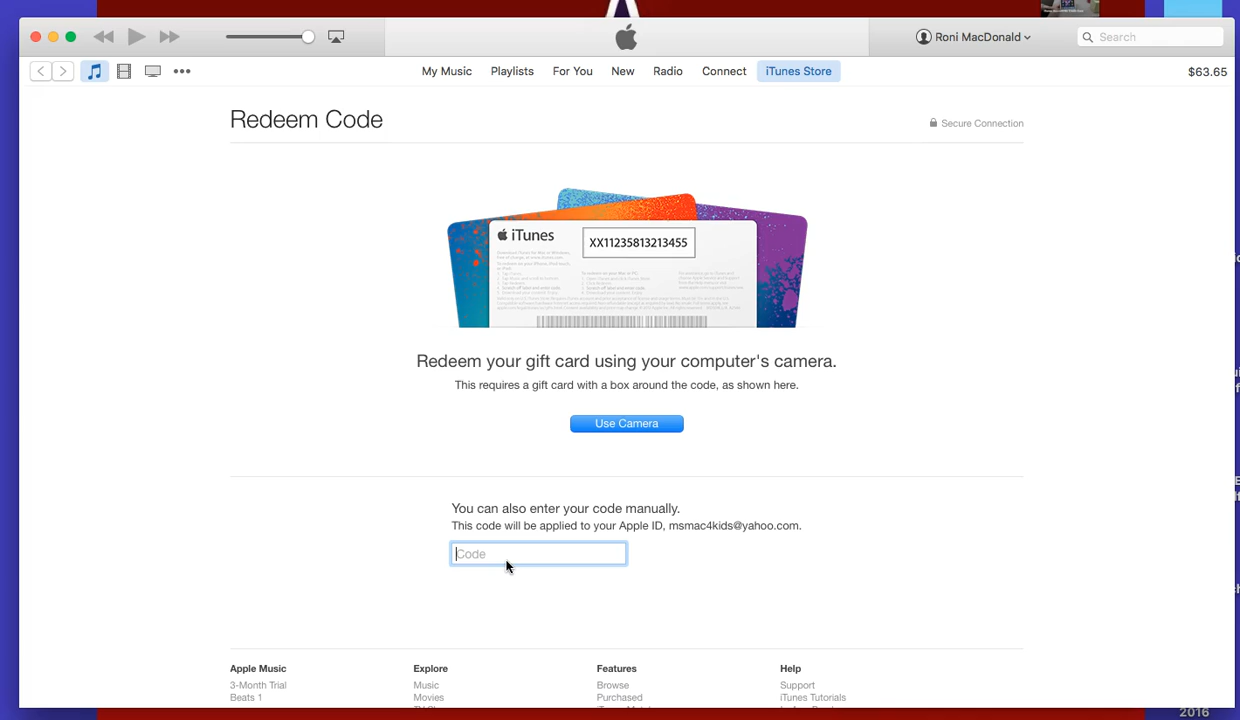 Roni MacDonald
Search
My Music Playlists For You New Radio Connect iTunes Store
$63.65
Redeem Code
Secure Connection
iTunes
XX11235813213455
Redeem your gift card using your computer's camera.
This requires a gift card with a box around the code, as shown here.
Use Camera
You can also enter your code manually.
This code will be applied to your Apple ID, msmac4kids@yahoo.com.
Code
Apple Music
3-Month Trial
Beats 1
Explore
Music
Movies
Features
Browse
Purchased
Help
Support
iTunes Tutorials
2016